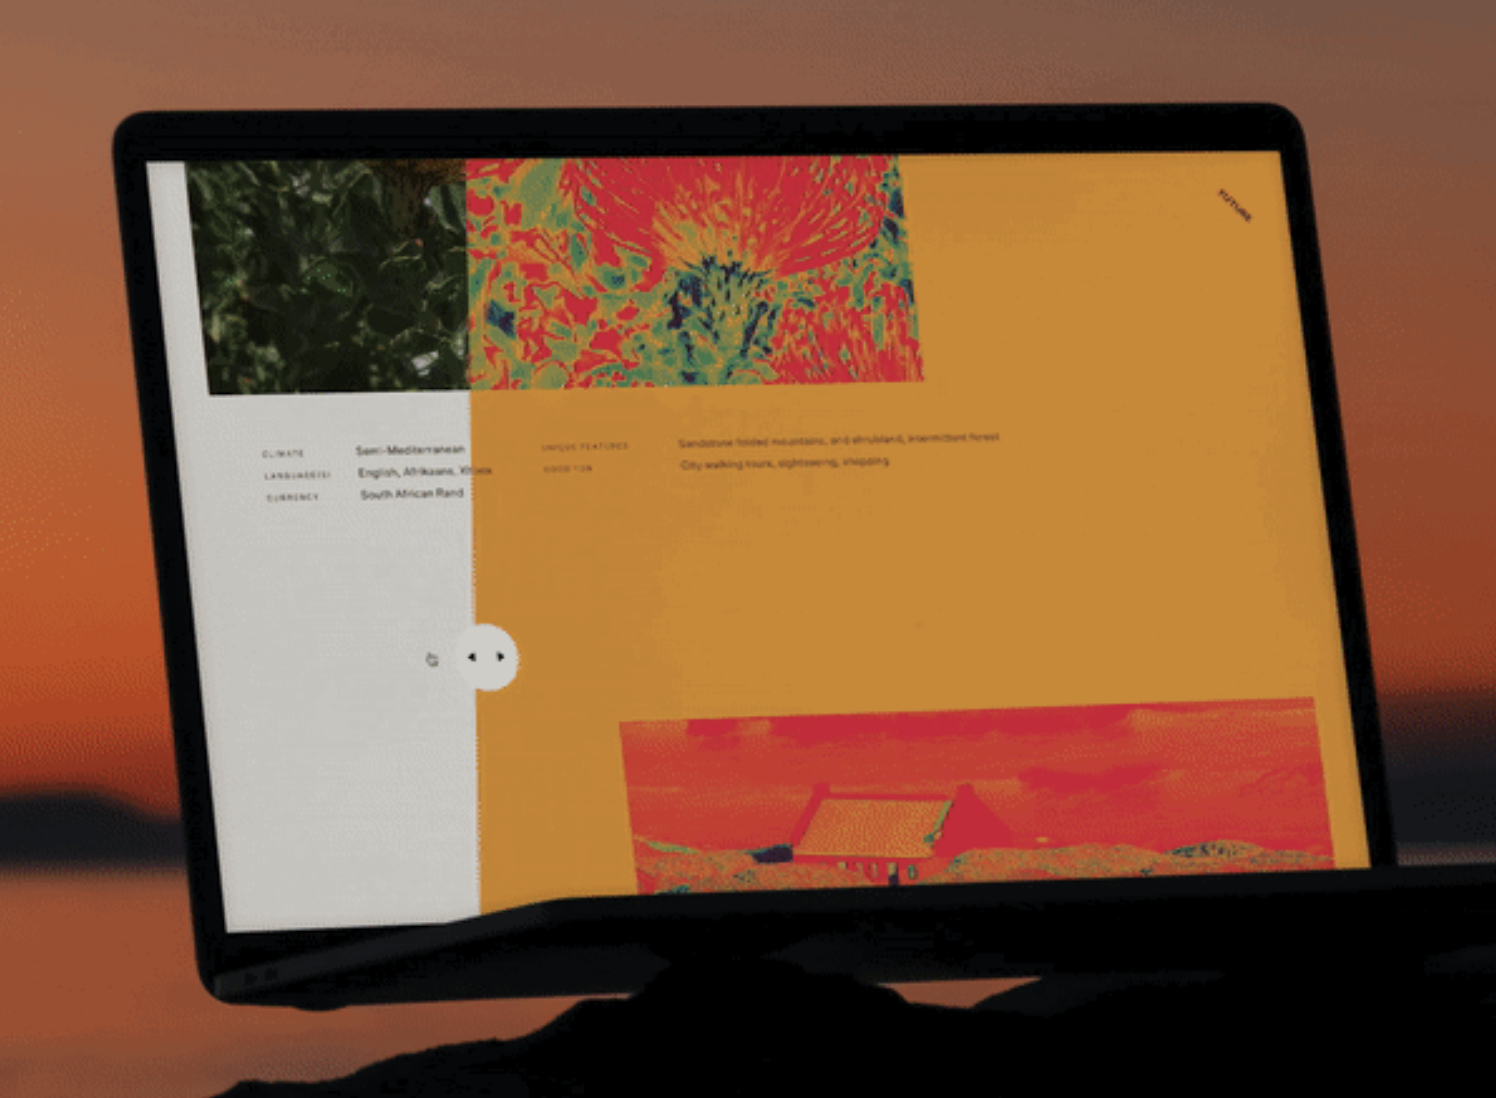 FUTURE
CLIMATE Semi-Mediterranean
LANGUAGE(S) English, Afrikaans, Xhosa
CURRENCY South African Rand
UNIQUE FEATURES Sandstone folded mountains, and shrubland, intermittent forest
GOOD FOR City walking tours, sightseeing, shopping